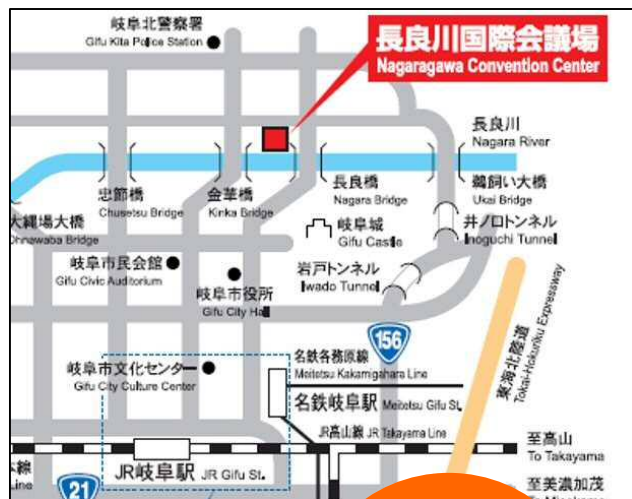 岐阜北警察署
Gifu Kita Police Station
長良川国際会議場
Nagaragawa Convention Center
長良川
Nagara River
忠節橋
Chusetsu Bridge
金華橋
Kinka Bridge
長良橋
Nagara Bridge
鵜飼い大橋
Ukai Bridge
大縄場大橋
Ohnawaba Bridge
岐阜城
Gifu Castle
井ノ口トンネル
Inoguchi Tunnel
岐阜市民会館
Gifu Civic Auditorium
岩戸トンネル
Iwado Tunnel
岐阜市役所
Gifu City Hall
東海北陸道
Tokai-Hokuriku Expressway
156
岐阜市文化センター
Gifu City Culture Center
名鉄各務原線
Meitetsu Kakamigahara Line
名鉄岐阜駅 Meitetsu Gifu St.
JR高山線 JR Takayama Line
至高山
To Takayama
JR岐阜駅 JR Gifu St.
21
至美濃加茂